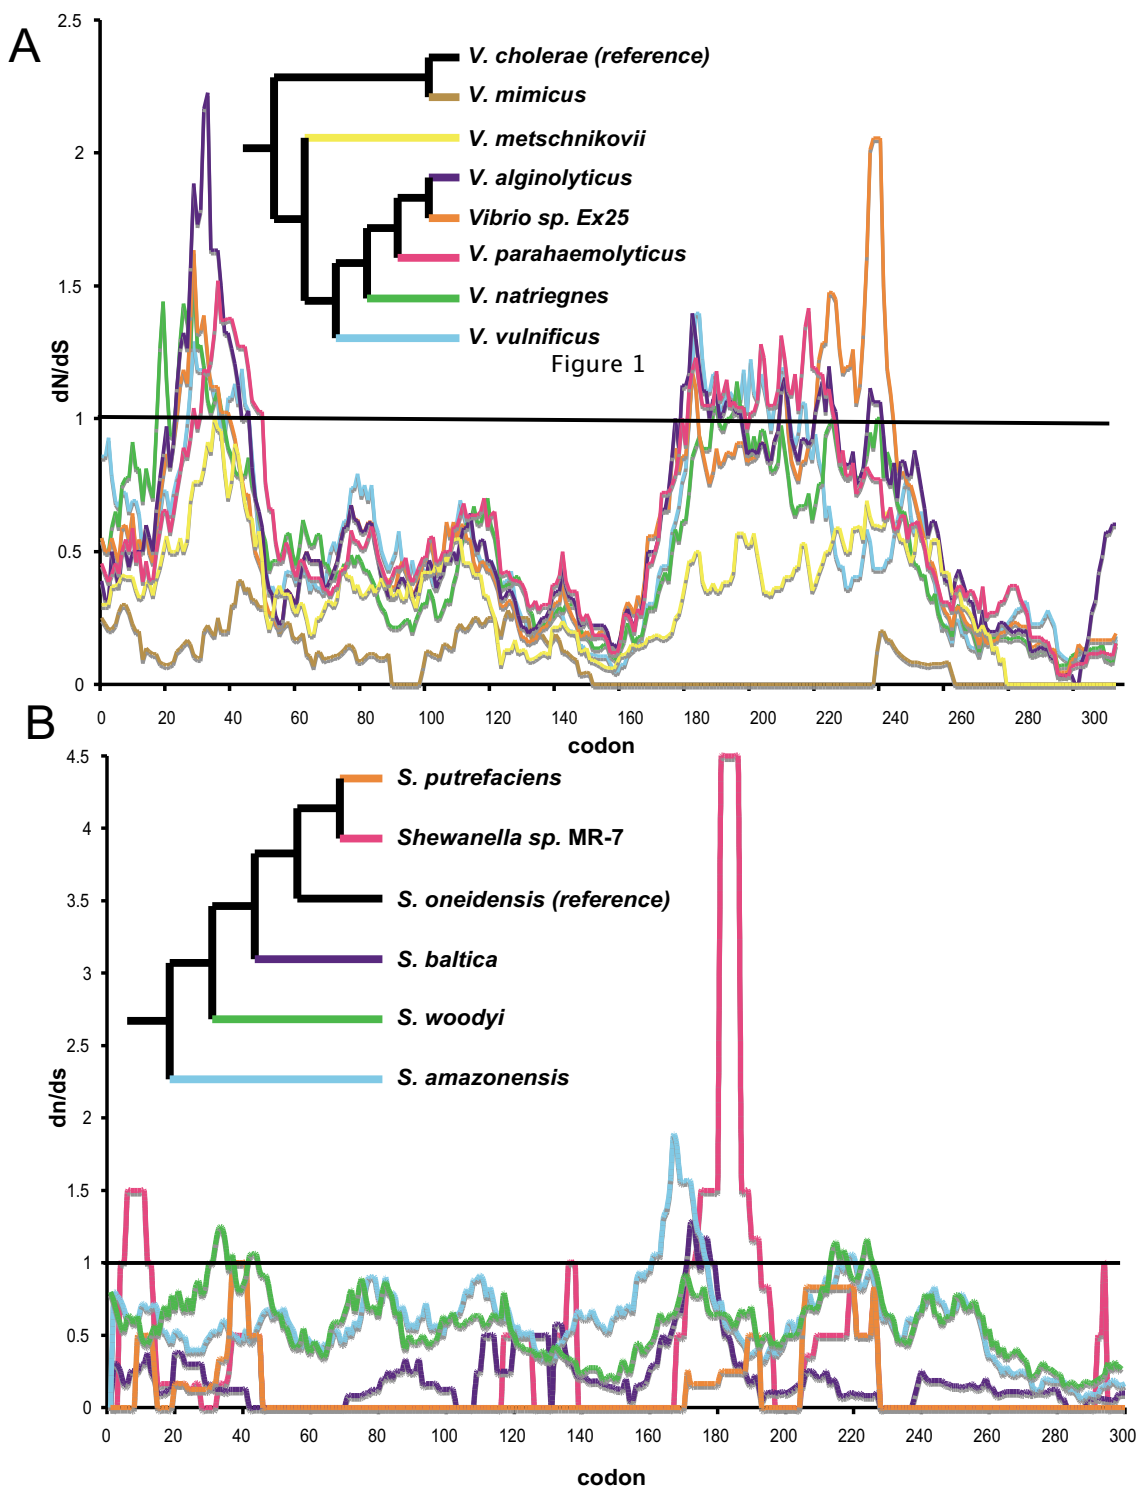 A
2.5
2
1.5
1
0.5
0
dN/dS
V. cholerae (reference)
V. mimicus
V. metschnikovii
V. alginolyticus
Vibrio sp. Ex25
V. parahaemolyticus
V. natriegnes
V. vulnificus
Figure 1
0 20 40 60 80 100 120 140 160 180 200 220 240 260 280 300
codon
B
4.5
4
3.5
3
2.5
2
1.5
1
0.5
0
dn/ds
S. putrefaciens
Shewanella sp. MR-7
S. oneidensis (reference)
S. baltica
S. woodyi
S. amazonensis
0 20 40 60 80 100 120 140 160 180 200 220 240 260 280 300
codon